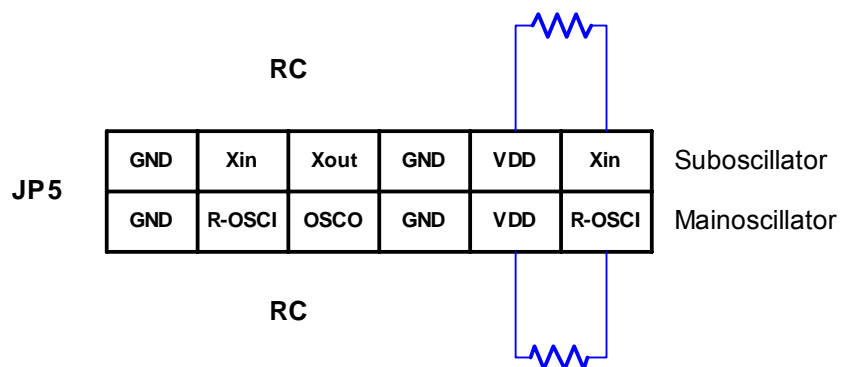 RC
GND Xin Xout GND VDD Xin Suboscillator
JP5
GND R-OSCI OSCO GND VDD R-OSCI Mainoscillator
RC